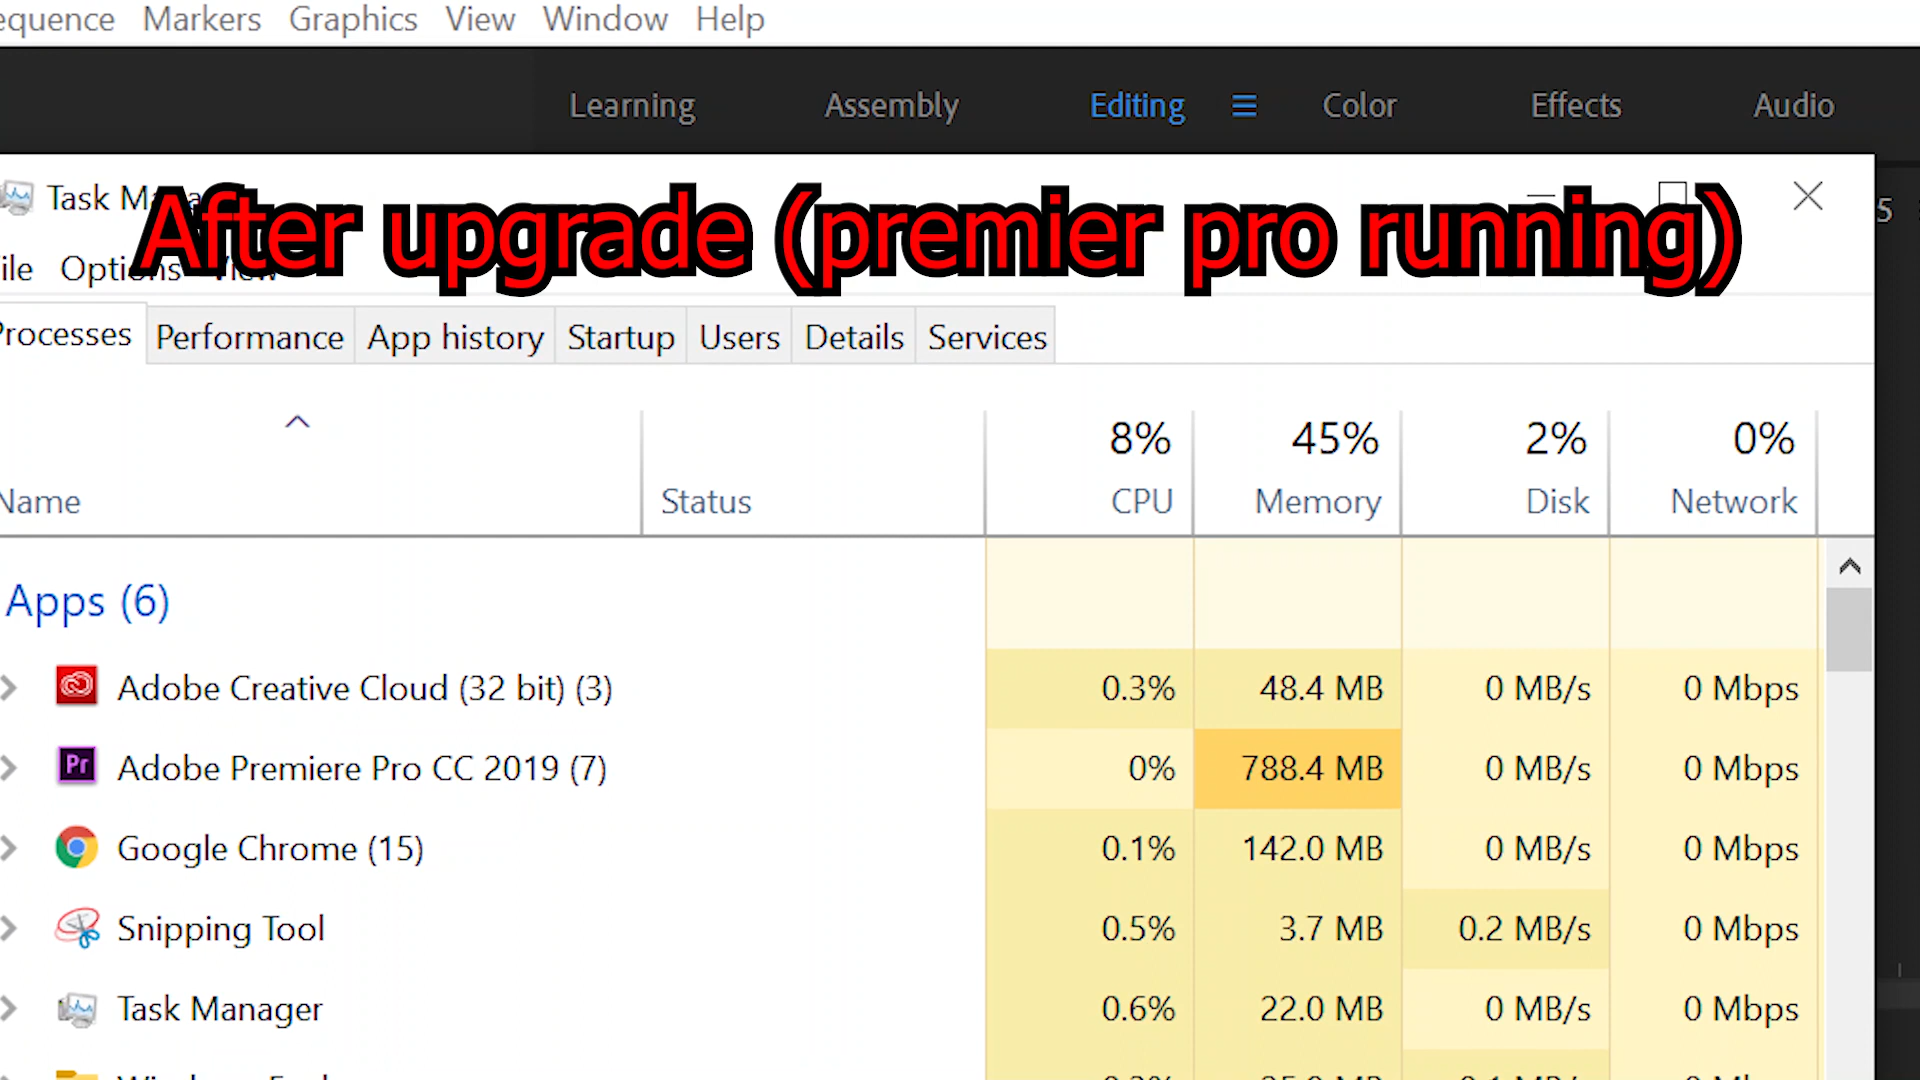 equence Markers Graphics View Window Help
Learning Assembly Editing Color Effects Audio
5
Task Mana
After upgrade (premier pro running)
ile Options View
Processes Performance App history Startup Users Details Services
8% 45% 2% 0%
Name Status CPU Memory Disk Network
Apps (6)
Adobe Creative Cloud (32 bit) (3) 0.3% 48.4 MB 0 MB/s 0 Mbps
Pr Adobe Premiere Pro CC 2019 (7) 0% 788.4 MB 0 MB/s 0 Mbps
Google Chrome (15) 0.1% 142.0 MB 0 MB/s 0 Mbps
Snipping Tool 0.5% 3.7 MB 0.2 MB/s 0 Mbps
Task Manager 0.6% 22.0 MB 0 MB/s 0 Mbps